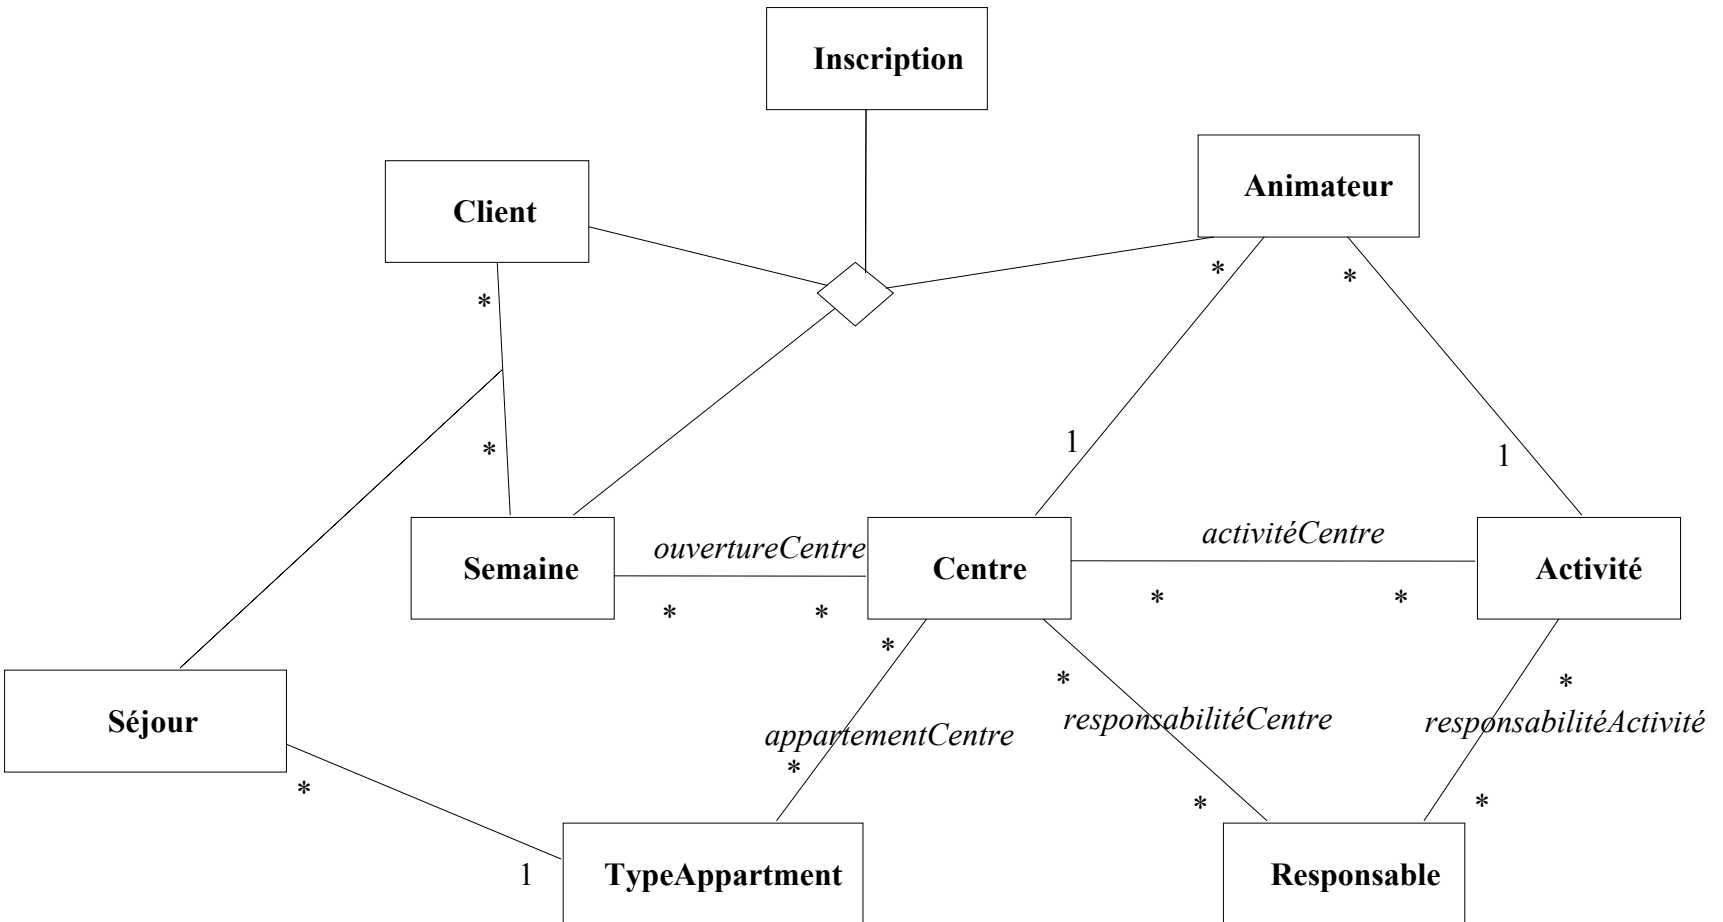 Inscription
Animateur
Client
*
*
*
*
1
1
activitéCentre
ouvertureCentre
Semaine
Centre
Activité
*
*
*
*
*
*
*
Séjour
responsabilitéCentre
responsabilitéActivité
appartementCentre
*
*
*
*
1
TypeAppartment
Responsable